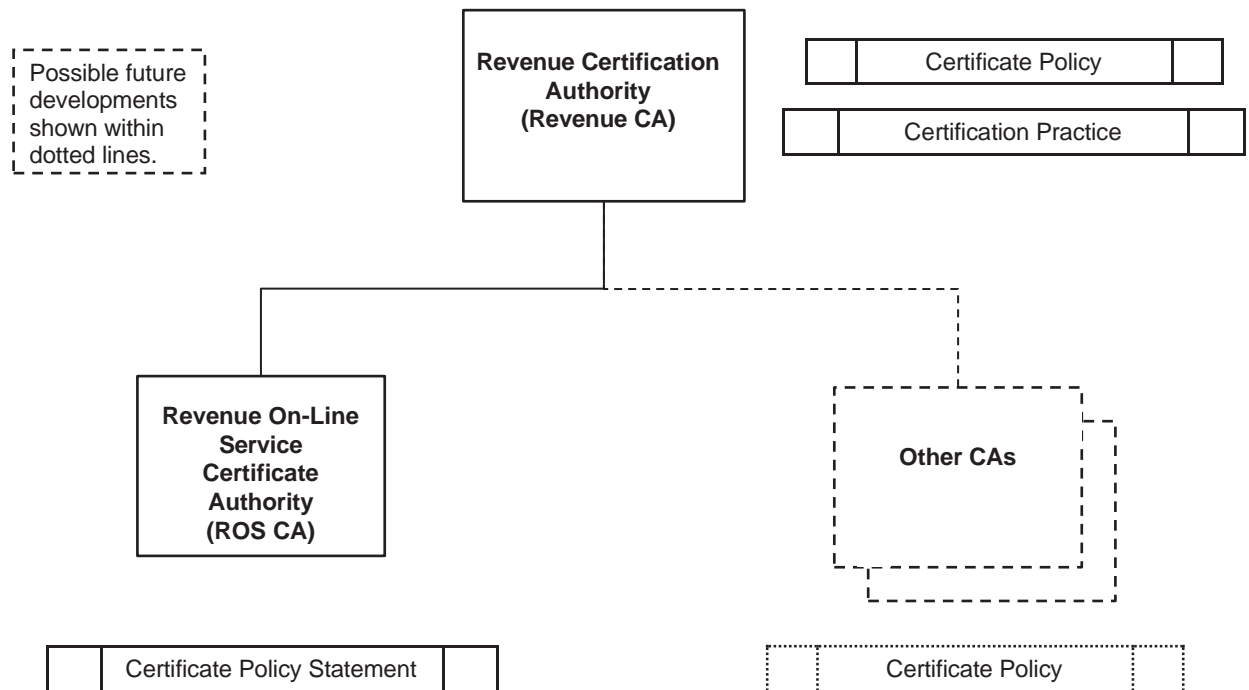 Possible future
developments
shown within
dotted lines.
Revenue Certification
Authority
(Revenue CA)
Certificate Policy
Certification Practice
Revenue On-Line
Service
Certificate
Authority
(ROS CA)
Other CAs
Certificate Policy Statement
Certificate Policy